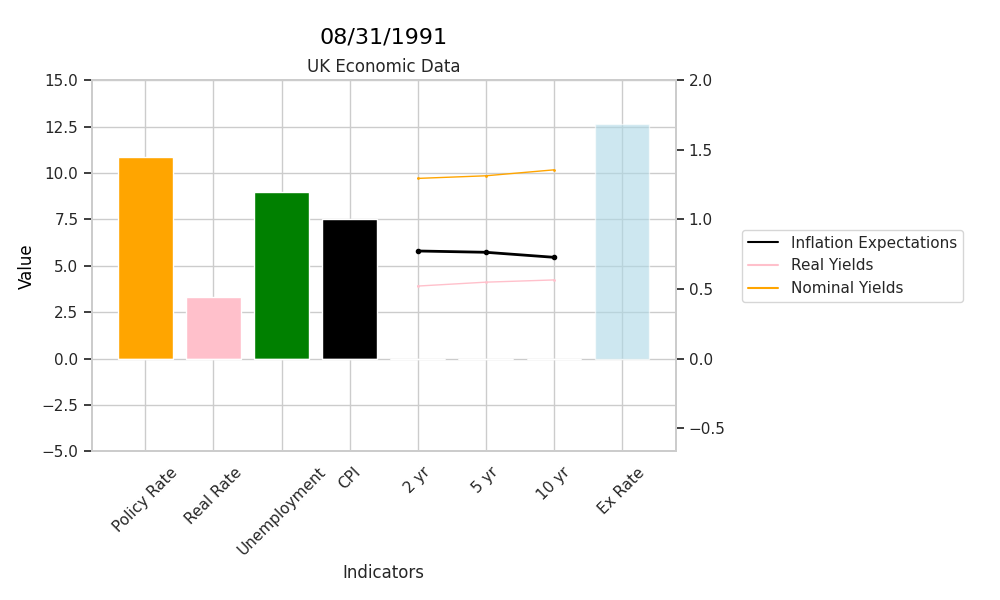 08/31/1991
UK Economic Data
15.0
12.5
10.0
7.5
5.0
2.5
0.0
−2.5
−5.0
Value
2.0
1.5
1.0
0.5
0.0
−0.5
Inflation Expectations
Real Yields
Nominal Yields
Policy Rate
Real Rate
Unemployment
CPI
2 yr
5 yr
10 yr
Ex Rate
Indicators